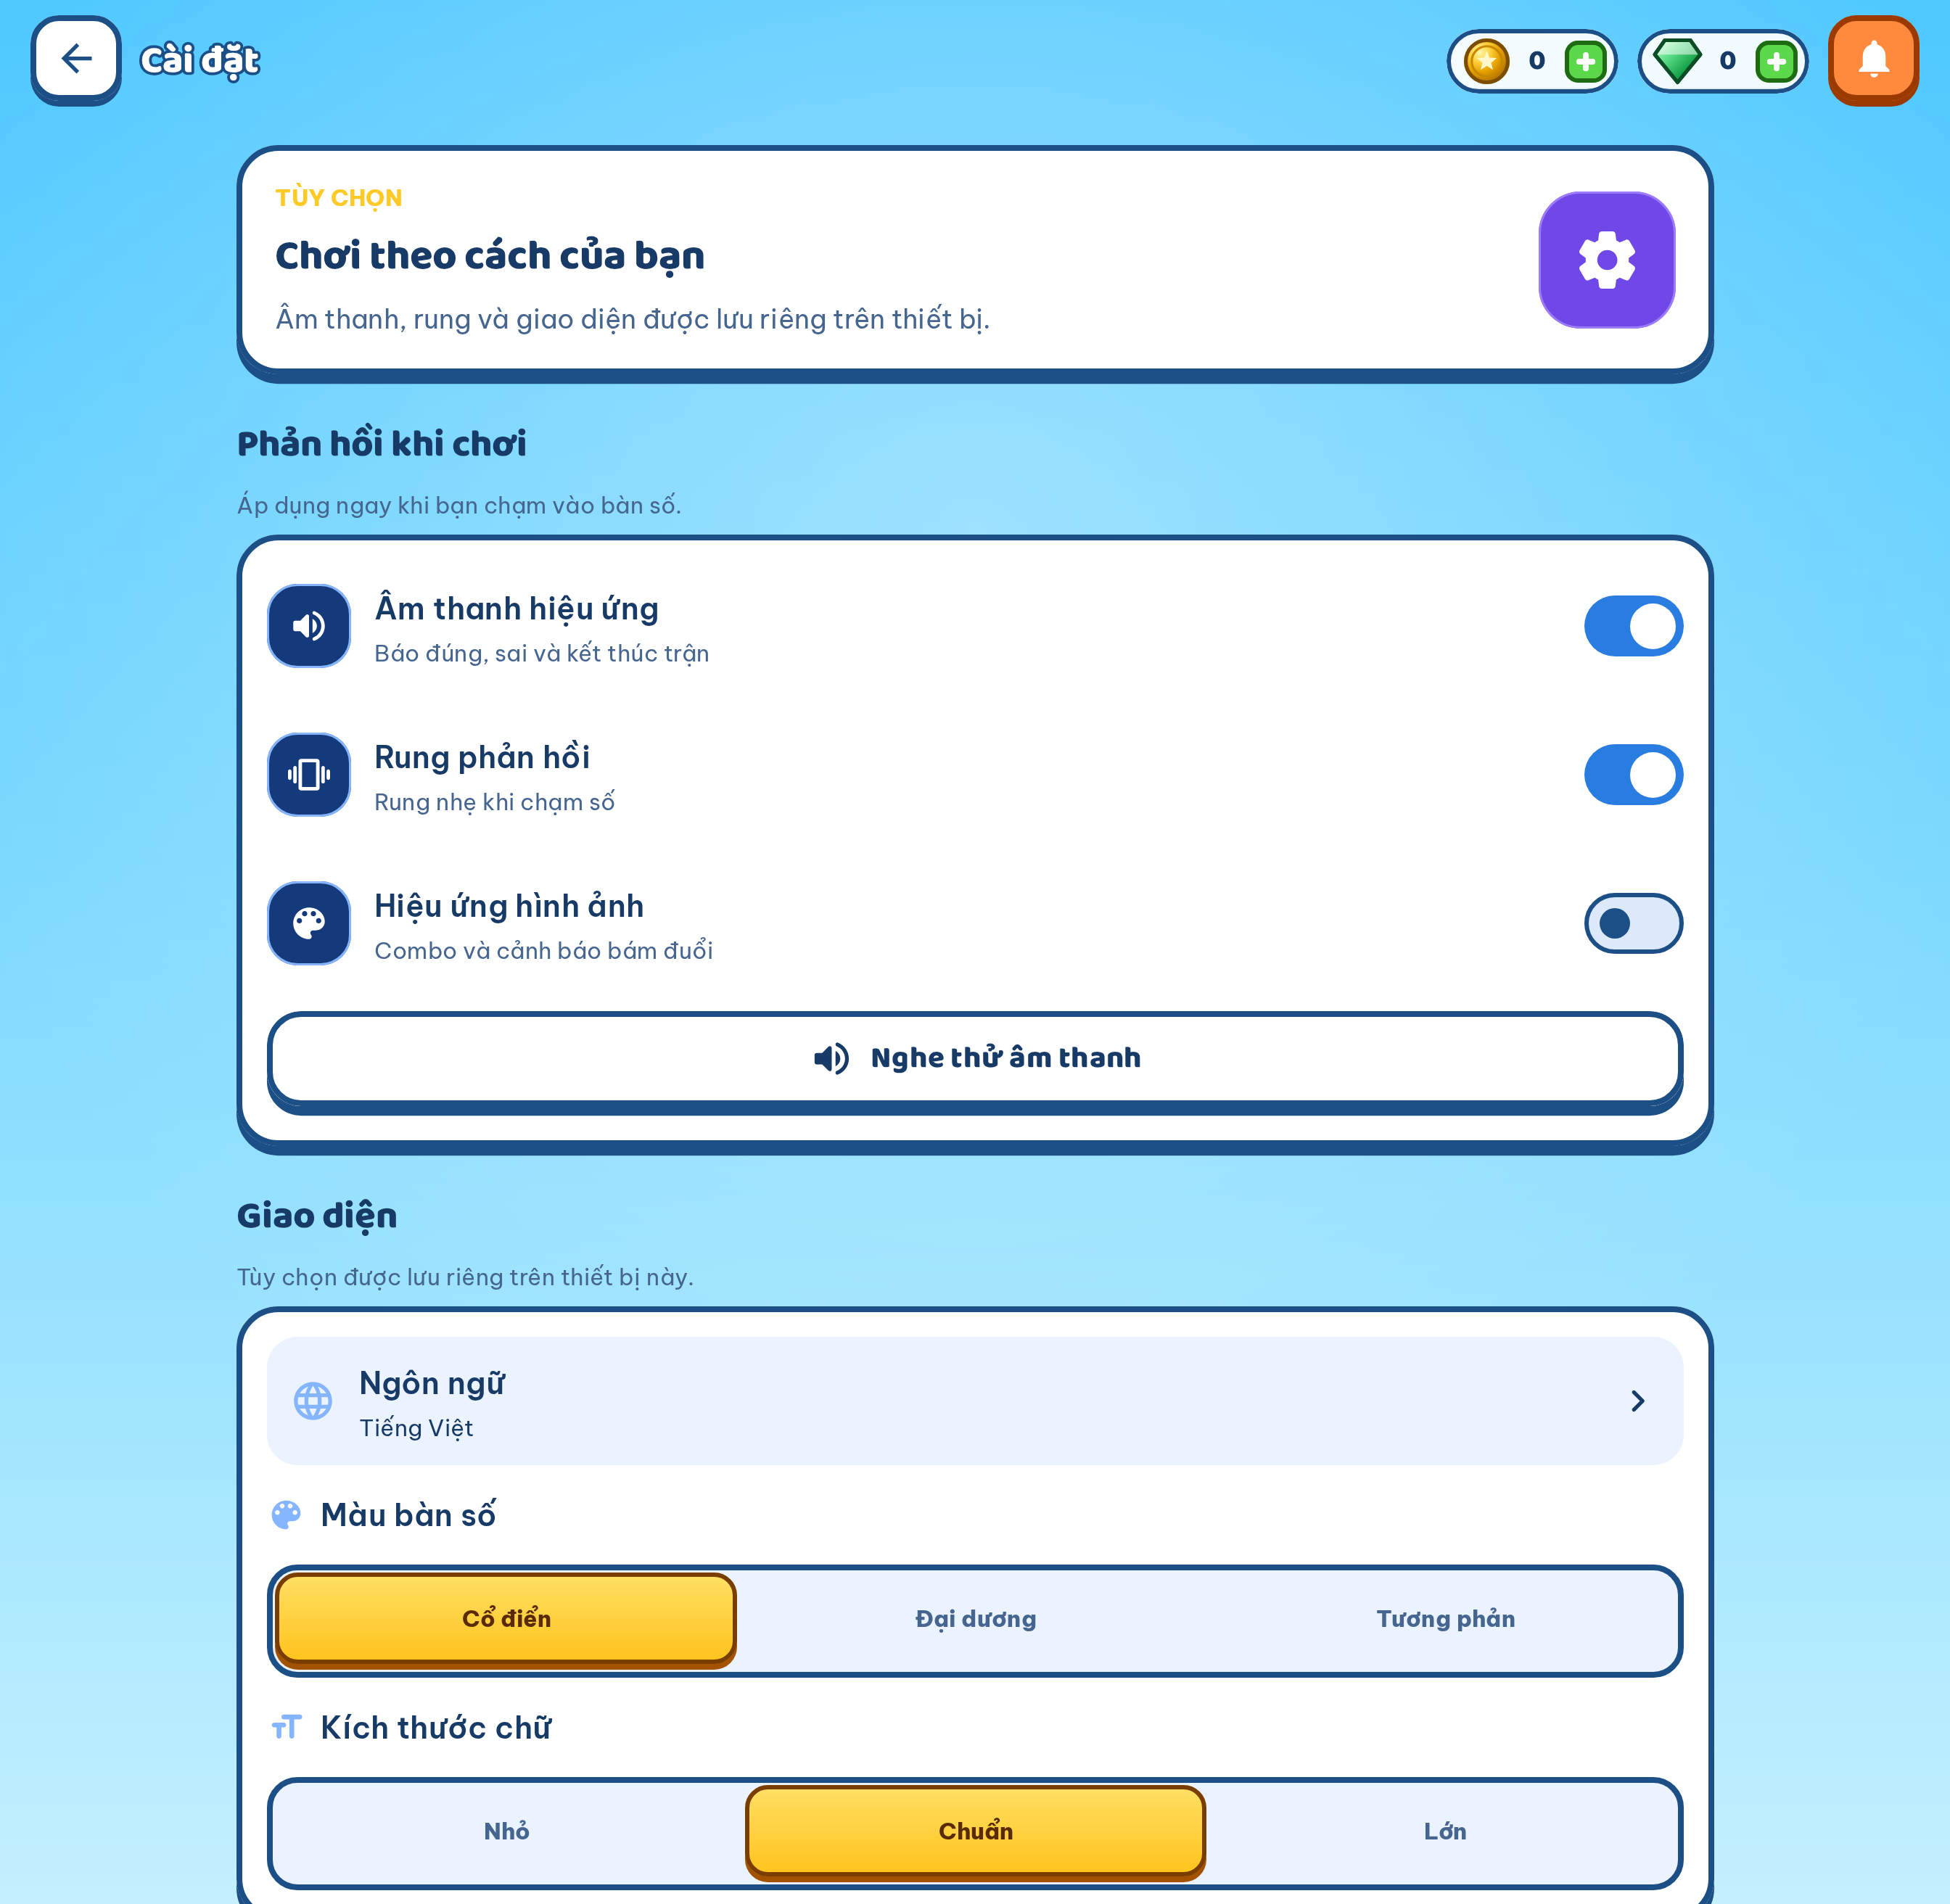 Cài đặt
0
0
TÙY CHỌN
Chơi theo cách của bạn
Âm thanh, rung và giao diện được lưu riêng trên thiết bị.
Phản hồi khi chơi
Áp dụng ngay khi bạn chạm vào bàn số.
Âm thanh hiệu ứng
Báo đúng, sai và kết thúc trận
Rung phản hồi
Rung nhẹ khi chạm số
Hiệu ứng hình ảnh
Combo và cảnh báo bám đuổi
Nghe thử âm thanh
Giao diện
Tùy chọn được lưu riêng trên thiết bị này.
Ngôn ngữ
Tiếng Việt
Màu bàn số
Cổ điển
Đại dương
Tương phản
Kích thước chữ
Nhỏ
Chuẩn
Lớn